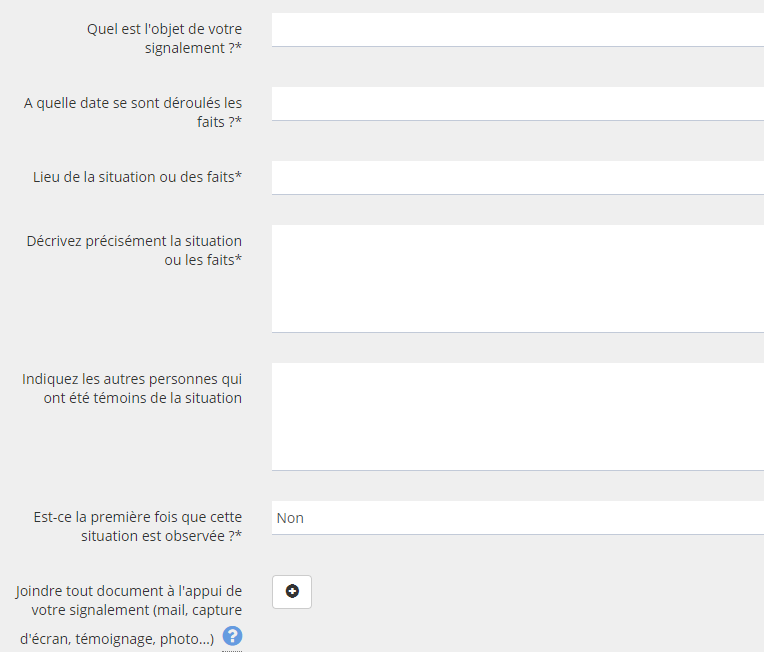 Quel est l'objet de votre
signalement ?*
A quelle date se sont déroulés les
faits ?*
Lieu de la situation ou des faits*
Décrivez précisément la situation
ou les faits*
Indiquez les autres personnes qui
ont été témoins de la situation
Est-ce la première fois que cette
situation est observée ?*
Non
Joindre tout document à l'appui de
votre signalement (mail, capture
d'écran, témoignage, photo...) ?